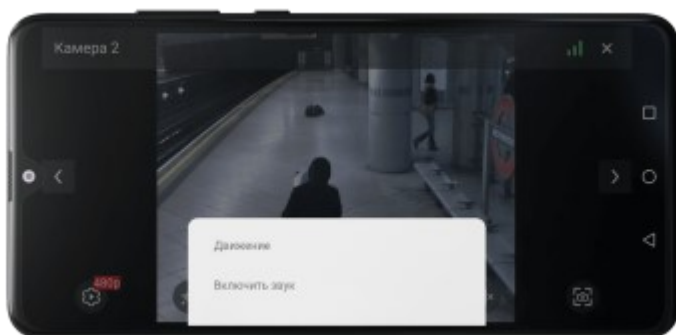 Камера 2
Движение
Включить звук
480p